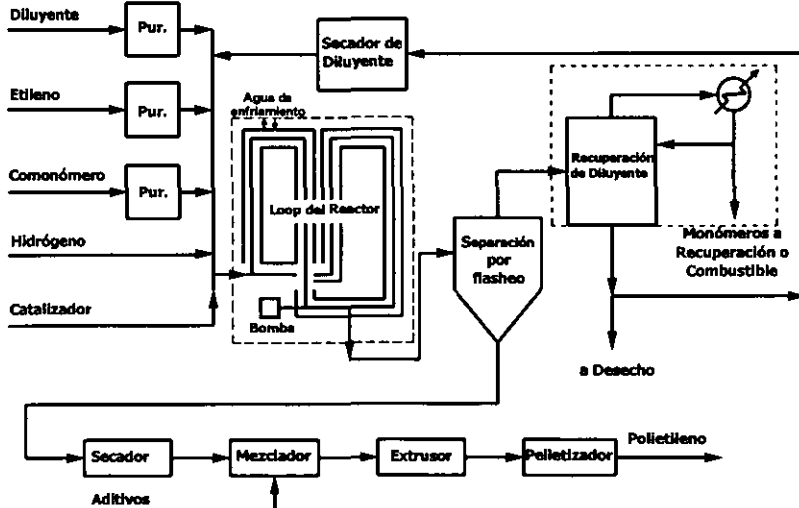 Diluyente
Pur.
Secador de
Diluyente
Etileno
Pur.
Agua de
enfriamiento
Comonómero
Pur.
Loop del Reactor
Recuperación
de Diluyente
Hidrógeno
Separación
por
flasheo
Monómeros a
Recuperación o
Combustible
Catalizador
Bomba
a Desecho
Secador
Mezclador
Extrusor
Pelletizador
Polietileno
Aditivos